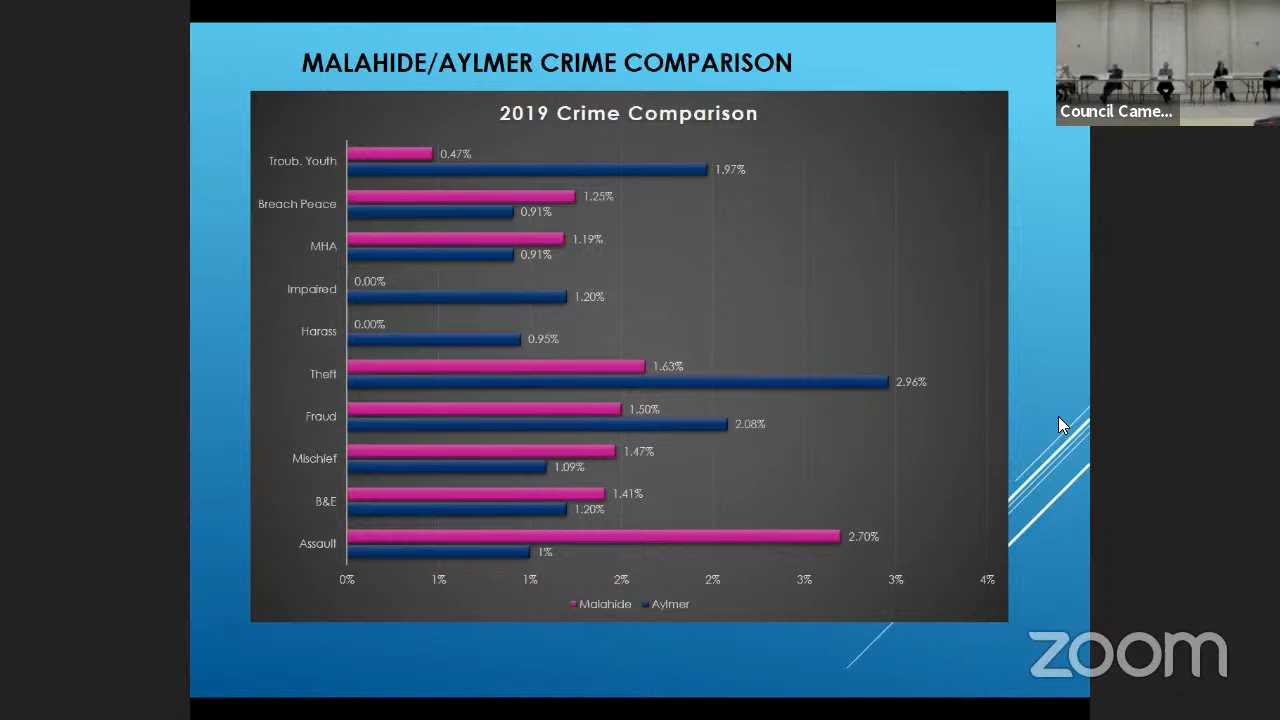 MALAHIDE/AYLMER CRIME COMPARISON
Council Came...
2019 Crime Comparison
Troub. Youth
0.47%
1.97%
Breach Peace
1.25%
0.91%
MHA
1.19%
0.91%
Impaired
0.00%
1.20%
Harass
0.00%
0.95%
Theft
1.63%
2.96%
Fraud
1.50%
2.08%
Mischief
1.47%
1.09%
B&E
1.41%
1.20%
Assault
2.70%
1%
0% 1% 1% 2% 2% 3% 3% 4%
Malahide Aylmer
zoom